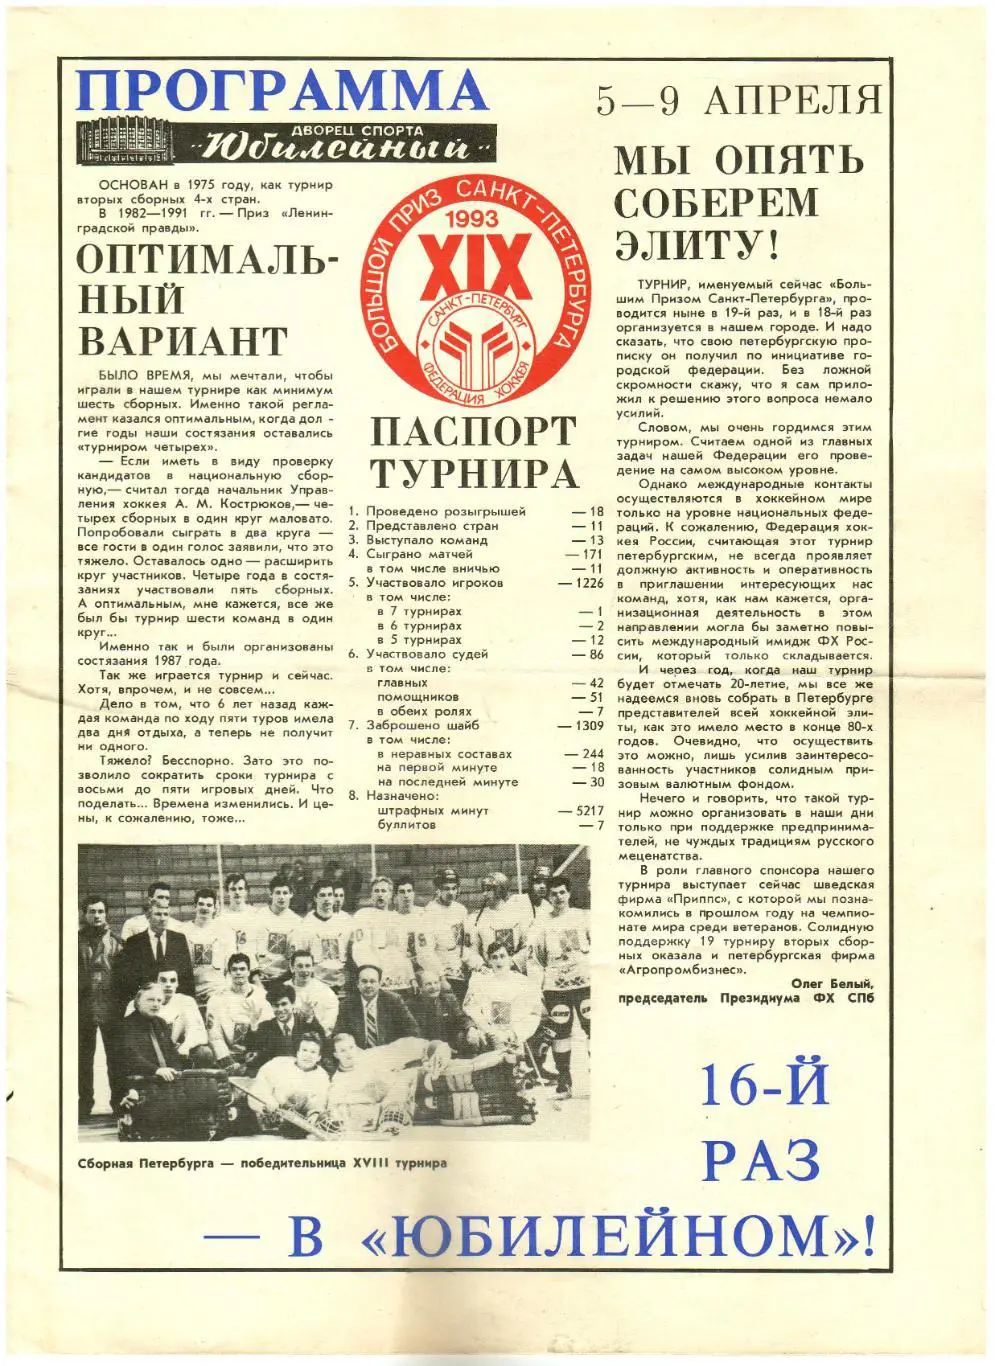 ПРОГРАММА
ДВОРЕЦ СПОРТА
"Юбилейный"
5—9 АПРЕЛЯ
ОСНОВАН в 1975 году, как турнир
вторых сборных 4-х стран.
В 1982—1991 гг. — Приз «Ленин-
градской правды».
ОПТИМАЛЬ-
НЫЙ
ВАРИАНТ
БЫЛО ВРЕМЯ, мы мечтали, чтобы
играли в нашем турнире как минимум
шесть сборных. Именно такой регла-
мент казался оптимальным, когда дол -
гие годы наши состязания оставались
«турниром четырех».
— Если иметь в виду проверку
кандидатов в национальную сбор-
ную,— считал тогда начальник Управ-
ления хоккея А. М. Кострюков,— че-
тырех сборных в один круг маловато.
Попробовали сыграть в два круга —
все гости в один голос заявили, что это
тяжело. Оставалось одно — расширить
круг участников. Четыре года в состя-
заниях участвовали пять сборных.
А оптимальным, мне кажется, все же
был бы турнир шести команд в один
круг...
Именно так и были организованы
состязания 1987 года.
Так же играется турнир и сейчас.
Хотя, впрочем, и не совсем...
Дело в том, что 6 лет назад каж-
дая команда по ходу пяти туров имела
два дня отдыха, а теперь не получит
ни одного.
Тяжело? Бесспорно. Зато это по-
зволило сократить сроки турнира с
восьми до пяти игровых дней. Что
поделать... Времена изменились. И це-
ны, к сожалению, тоже...
БОЛЬШОЙ ПРИЗ САНКТ-ПЕТЕРБУРГА
1993
XIX
САНКТ-ПЕТЕРБУРГ
ФЕДЕРАЦИЯ ХОККЕЯ
ПАСПОРТ
ТУРНИРА
1. Проведено розыгрышей — 18
2. Представлено стран — 11
3. Выступало команд — 13
4. Сыграно матчей — 171
в том числе вничью — 11
5. Участвовало игроков — 1226
в том числе:
в 7 турнирах — 1
в 6 турнирах — 2
в 5 турнирах — 12
6. Участвовало судей — 86
в том числе:
главных — 42
помощников — 51
в обеих ролях — 7
7. Заброшено шайб — 1309
в том числе:
в неравных составах — 244
на первой минуте — 18
на последней минуте — 30
8. Назначено:
штрафных минут — 5217
буллитов — 7
МЫ ОПЯТЬ
СОБЕРЕМ
ЭЛИТУ!
ТУРНИР, именуемый сейчас «Боль-
шим Призом Санкт-Петербурга», про-
водится ныне в 19-й раз, и в 18-й раз
организуется в нашем городе. И надо
сказать, что свою петербургскую про-
писку он получил по инициативе го-
родской федерации. Без ложной
скромности скажу, что я сам прило-
жил к решению этого вопроса немало
усилий.
Словом, мы очень гордимся этим
турниром. Считаем одной из главных
задач нашей Федерации его прове-
дение на самом высоком уровне.
Однако международные контакты
осуществляются в хоккейном мире
только на уровне национальных феде-
раций. К сожалению, Федерация хок-
кея России, считающая этот турнир
петербургским, не всегда проявляет
должную активность и оперативность
в приглашении интересующих нас
команд, хотя, как нам кажется, орга-
низационная деятельность в этом
направлении могла бы заметно повы-
сить международный имидж ФХ Рос-
сии, который только складывается.
И через год, когда наш турнир
будет отмечать 20-летие, мы все же
надеемся вновь собрать в Петербурге
представителей всей хоккейной эли-
ты, как это имело место в конце 80-х
годов. Очевидно, что осуществить
это можно, лишь усилив заинтересо-
ванность участников солидным при-
зовым валютным фондом.
Нечего и говорить, что такой тур-
нир можно организовать в наши дни
только при поддержке предпринима-
телей, не чуждых традициям русского
меценатства.
В роли главного спонсора нашего
турнира выступает сейчас шведская
фирма «Приппс», с которой мы позна-
комились в прошлом году на чемпио-
нате мира среди ветеранов. Солидную
поддержку 19 турниру вторых сбор-
ных оказала и петербургская фирма
«Агропромбизнес».
Олег Белый,
председатель Президиума ФХ СПб
Сборная Петербурга — победительница XVIII турнира
16-Й
РАЗ
— В «ЮБИЛЕЙНОМ»!